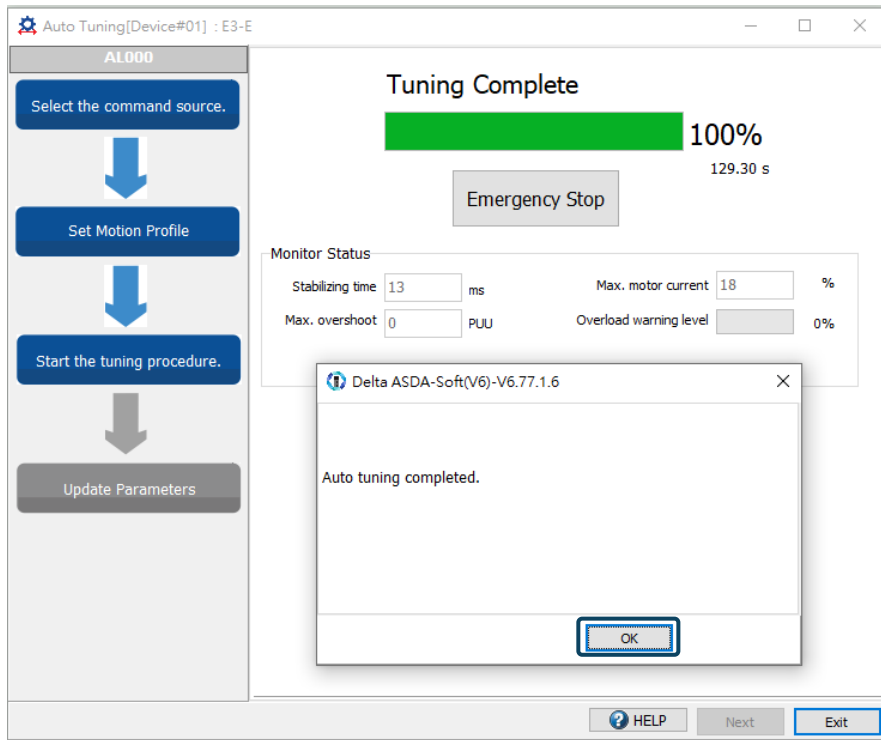 Auto Tuning[Device#01] : E3-E
AL000
Select the command source.
Set Motion Profile
Start the tuning procedure.
Update Parameters
Tuning Complete
100%
129.30 s
Emergency Stop
Monitor Status
Stabilizing time 13 ms Max. motor current 18 %
Max. overshoot 0 PUU Overload warning level 0%
Delta ASDA-Soft(V6)-V6.77.1.6
Auto tuning completed.
OK
HELP Next Exit